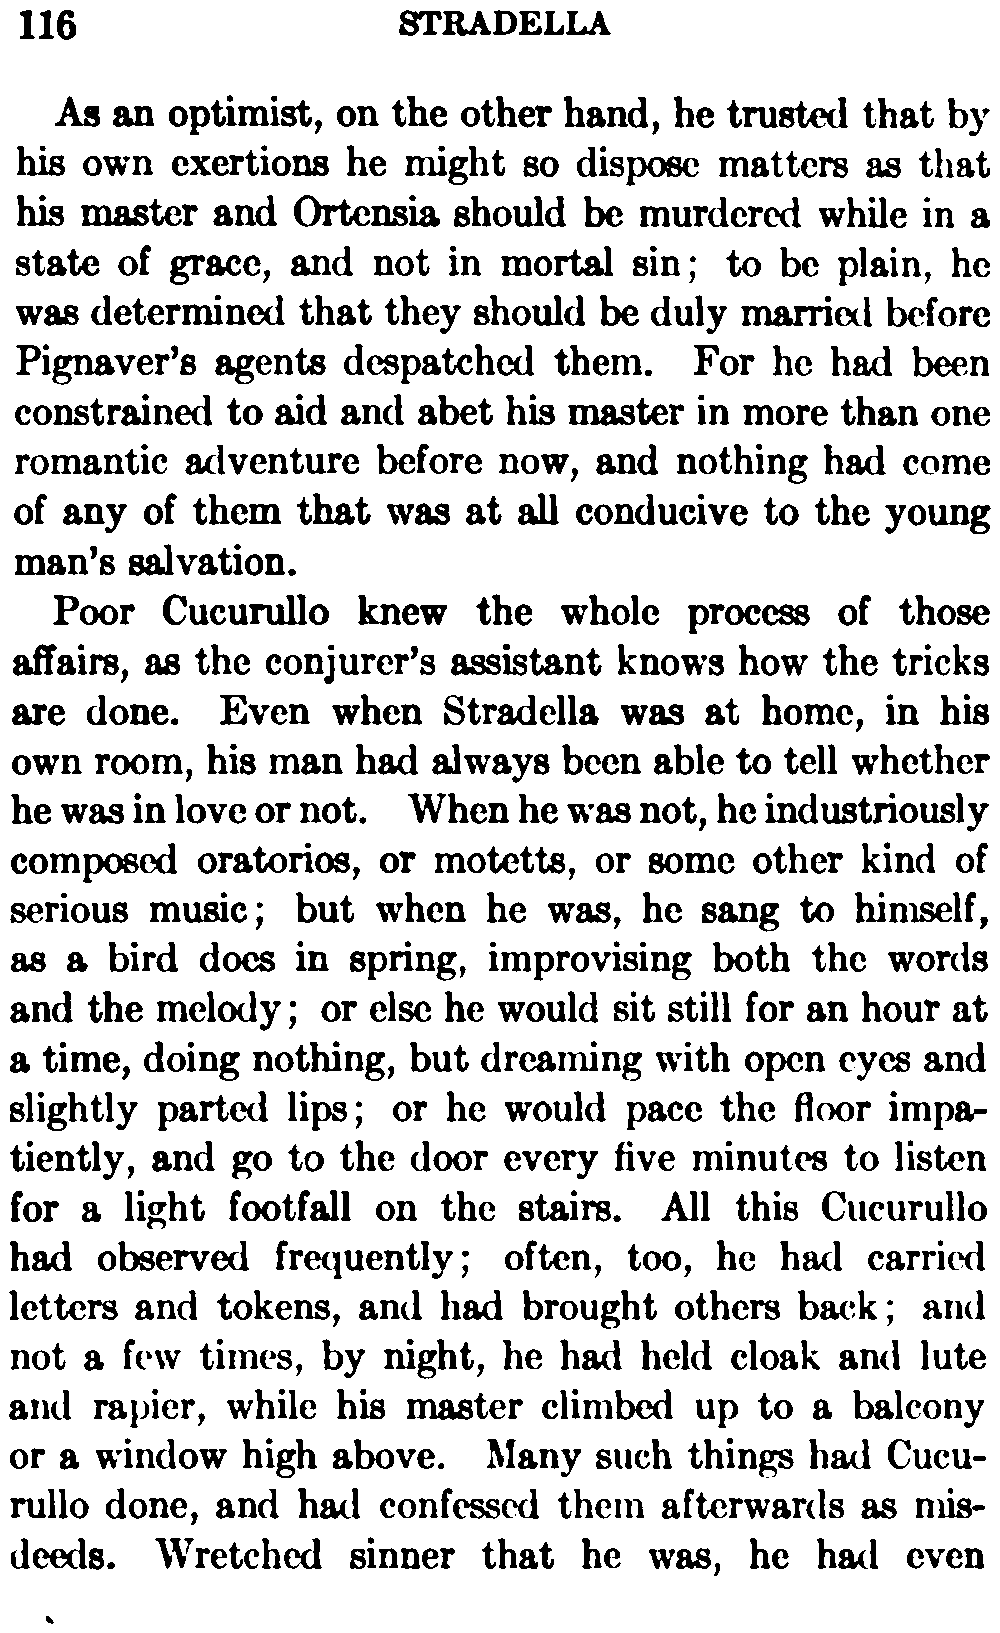 116 STRADELLA
As an optimist, on the other hand, he trusted that by
his own exertions he might so dispose matters as that
his master and Ortensia should be murdered while in a
state of grace, and not in mortal sin; to be plain, he
was determined that they should be duly married before
Pignaver's agents despatched them. For he had been
constrained to aid and abet his master in more than one
romantic adventure before now, and nothing had come
of any of them that was at all conducive to the young
man's salvation.
Poor Cucurullo knew the whole process of those
affairs, as the conjurer's assistant knows how the tricks
are done. Even when Stradella was at home, in his
own room, his man had always been able to tell whether
he was in love or not. When he was not, he industriously
composed oratorios, or motetts, or some other kind of
serious music; but when he was, he sang to himself,
as a bird does in spring, improvising both the words
and the melody; or else he would sit still for an hour at
a time, doing nothing, but dreaming with open eyes and
slightly parted lips; or he would pace the floor impa-
tiently, and go to the door every five minutes to listen
for a light footfall on the stairs. All this Cucurullo
had observed frequently; often, too, he had carried
letters and tokens, and had brought others back; and
not a few times, by night, he had held cloak and lute
and rapier, while his master climbed up to a balcony
or a window high above. Many such things had Cucu-
rullo done, and had confessed them afterwards as mis-
deeds. Wretched sinner that he was, he had even